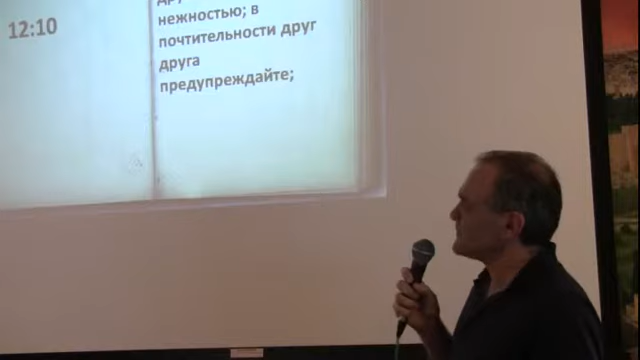 12:10
нежностью; в
почтительности друг
друга
предупреждайте;